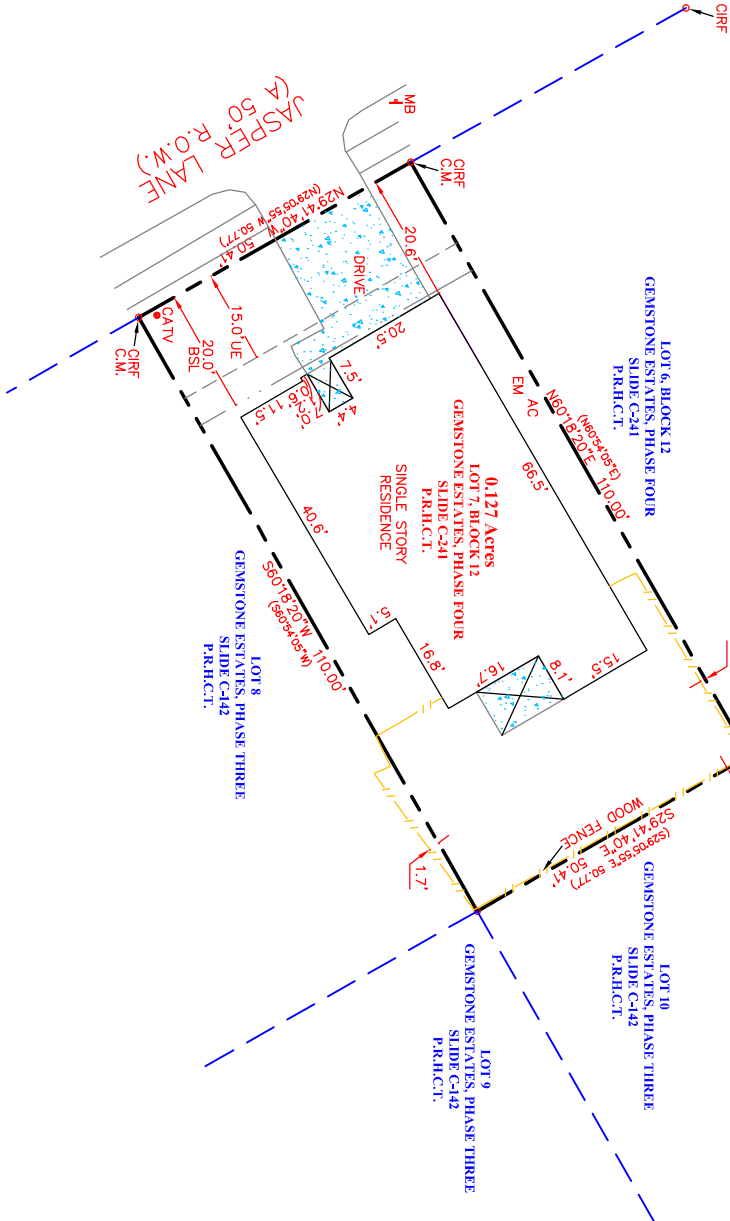 CIRF
MB
CIRF
C.M.
JASPER LANE
(A 50' R.O.W.)
N29°41'40"W 50.41'
(N29°05'55"W 50.77')
20.6'
DRIVE
15.0' UE
20.0'
BSL
CATV
CIRF
C.M.
LOT 6, BLOCK 12
GEMSTONE ESTATES, PHASE FOUR
SLIDE C-241
P.R.H.C.T.
(N60°54'05"E)
N60°18'20"E 110.00'
EM AC
20.5'
7.5'
4.4'
11.5'
66.5'
0.127 Acres
LOT 7, BLOCK 12
GEMSTONE ESTATES, PHASE FOUR
SLIDE C-241
P.R.H.C.T.
SINGLE STORY
RESIDENCE
40.6'
5.1'
16.8'
16.7'
8.1'
15.5'
S60°18'20"W 110.00'
(S60°54'05"W)
LOT 8
GEMSTONE ESTATES, PHASE THREE
SLIDE C-142
P.R.H.C.T.
WOOD FENCE
S29°41'40"E 50.41'
(S29°05'55"E 50.77')
1.7'
LOT 10
GEMSTONE ESTATES, PHASE THREE
SLIDE C-142
P.R.H.C.T.
LOT 9
GEMSTONE ESTATES, PHASE THREE
SLIDE C-142
P.R.H.C.T.